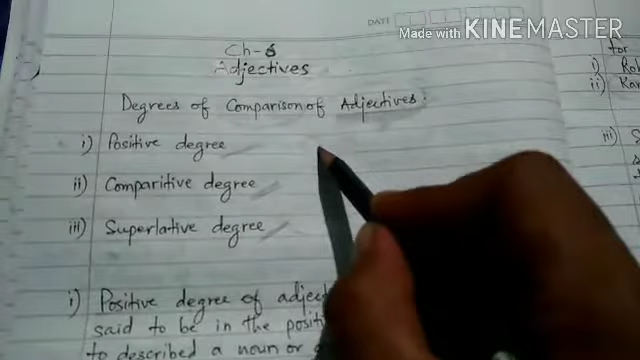 DATE
Made with KINEMASTER
Ch-6
Adjectives
Degrees of Comparison of Adjectives:
i) Positive degree
ii) Comparitive degree
iii) Superlative degree
i) Positive degree of
said to be in the
to described a noun or
for
i)
ii)
iii)